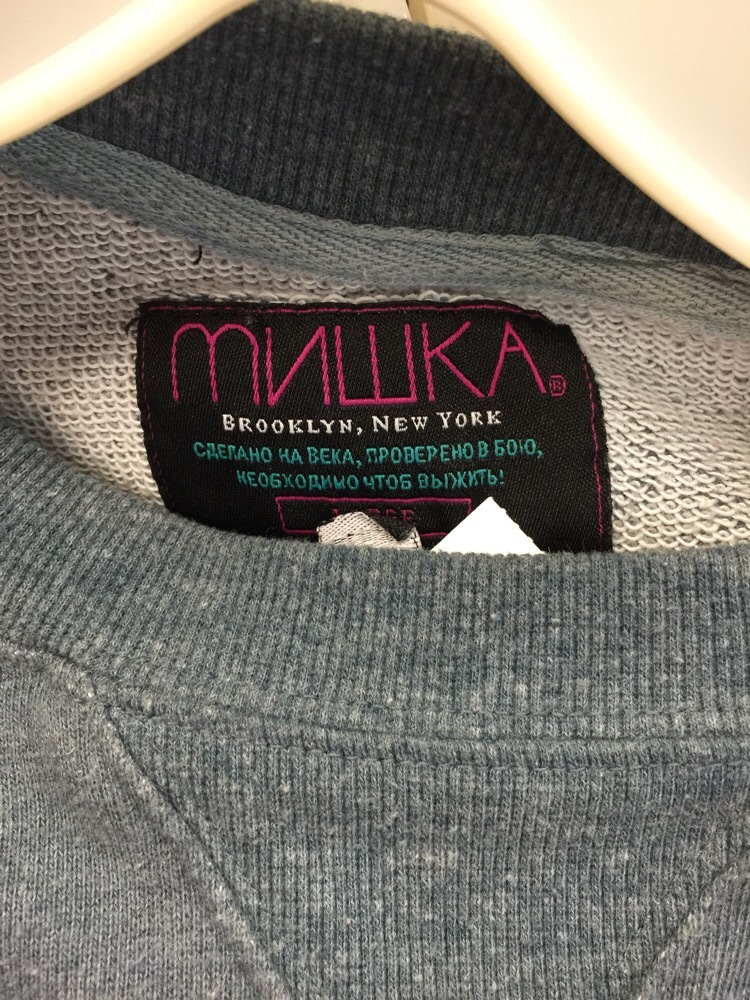 МИШКА®
BROOKLYN, NEW YORK
СДЕЛАНО НА ВЕКА, ПРОВЕРЕНО В БОЮ,
НЕОБХОДИМО ЧТОБ ВЫЖИТЬ!